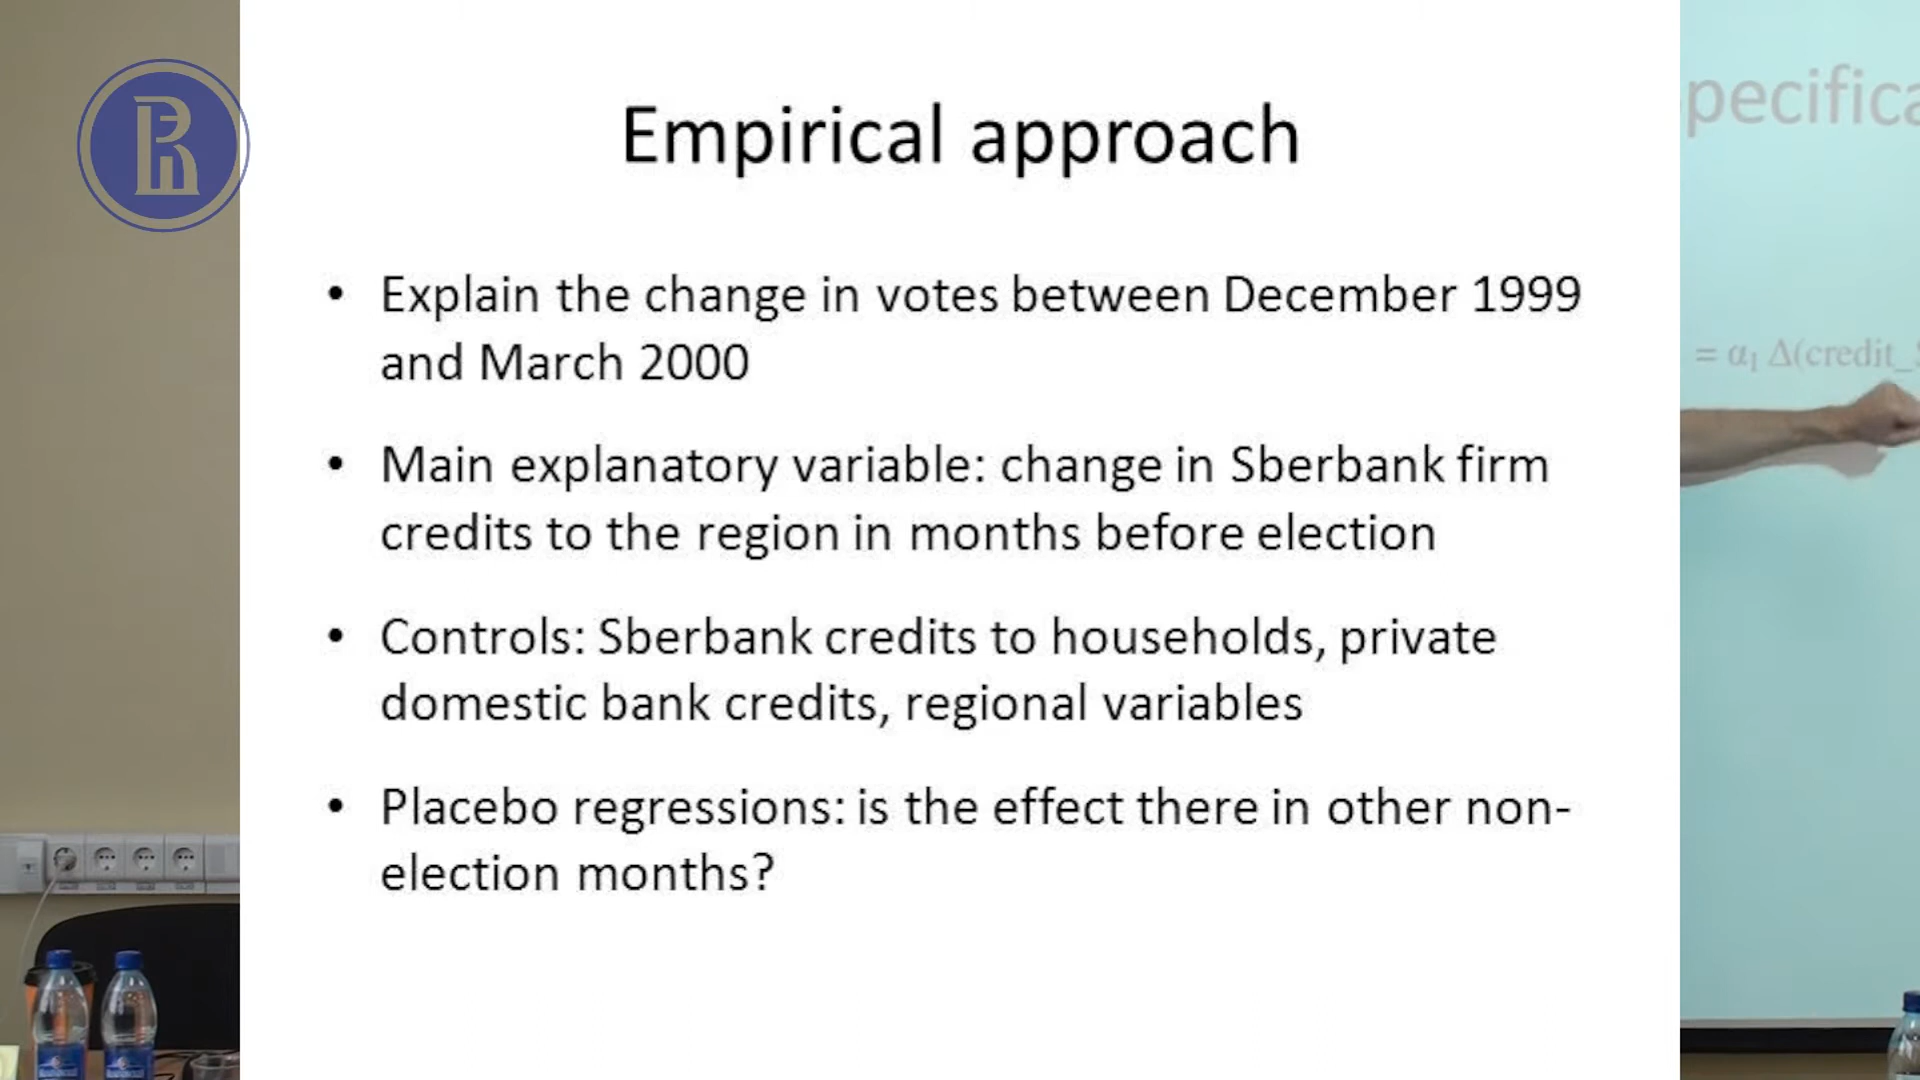 Empirical approach
• Explain the change in votes between December 1999
and March 2000
• Main explanatory variable: change in Sberbank firm
credits to the region in months before election
• Controls: Sberbank credits to households, private
domestic bank credits, regional variables
• Placebo regressions: is the effect there in other non-
election months?
pecifica
= α₁ Δ(credit_S